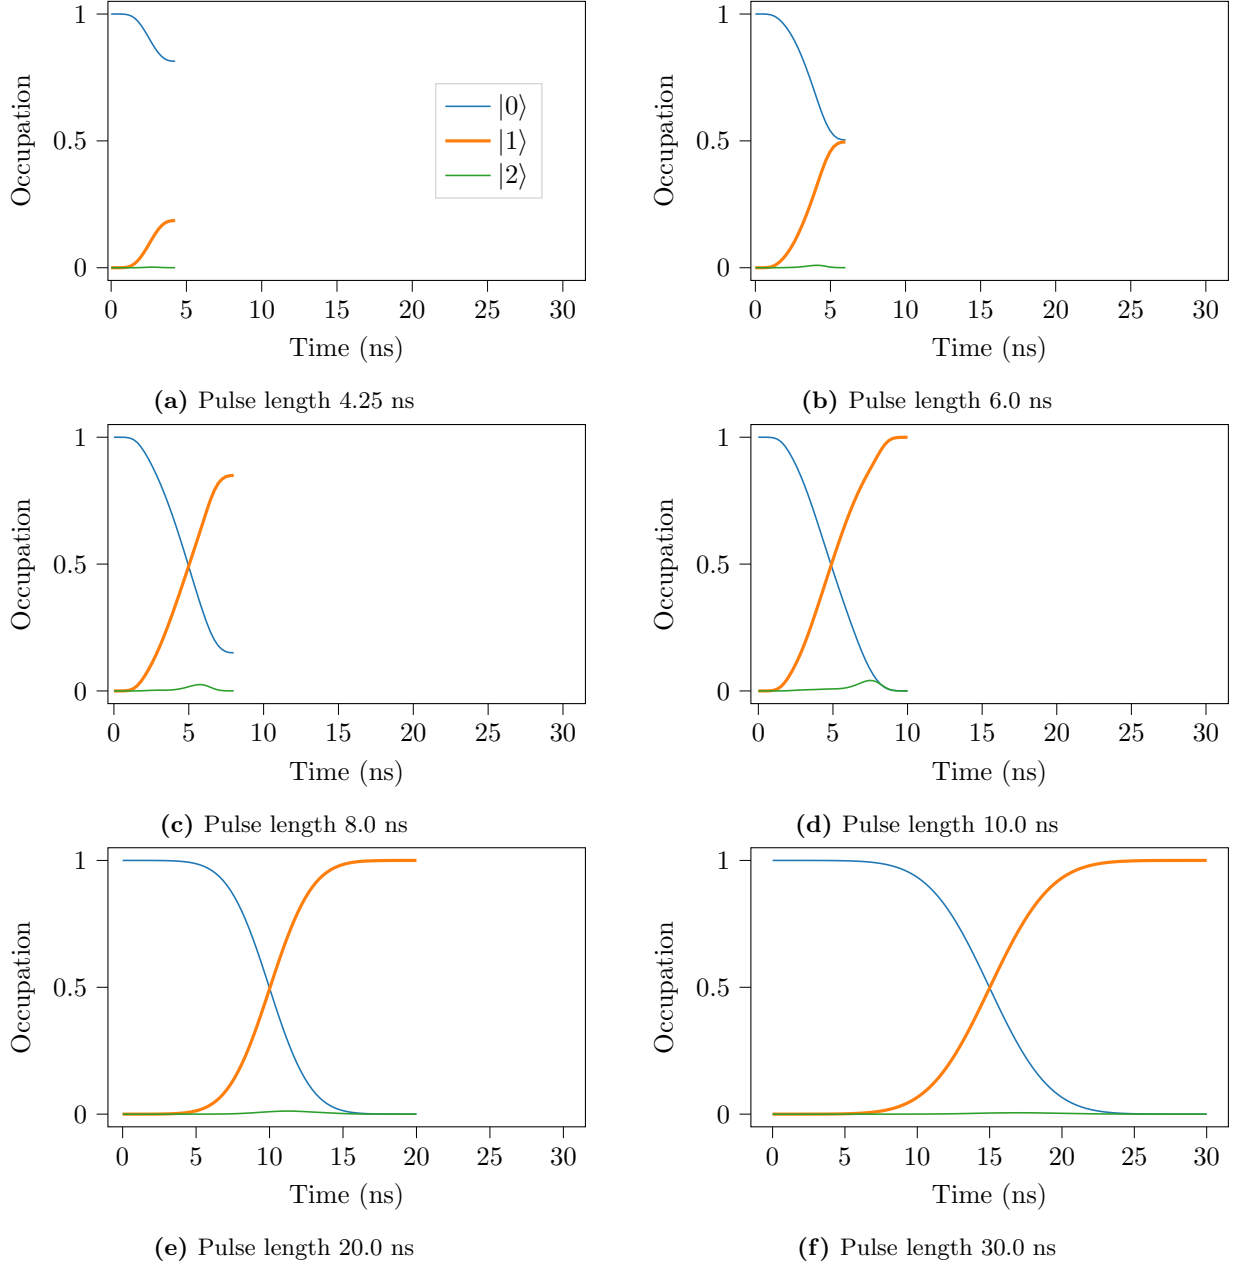 1
0.5
0
Occupation
0 5 10 15 20 25 30
Time (ns)
|0⟩
|1⟩
|2⟩
(a) Pulse length 4.25 ns
1
0.5
0
Occupation
0 5 10 15 20 25 30
Time (ns)
(b) Pulse length 6.0 ns
1
0.5
0
Occupation
0 5 10 15 20 25 30
Time (ns)
(c) Pulse length 8.0 ns
1
0.5
0
Occupation
0 5 10 15 20 25 30
Time (ns)
(d) Pulse length 10.0 ns
1
0.5
0
Occupation
0 5 10 15 20 25 30
Time (ns)
(e) Pulse length 20.0 ns
1
0.5
0
Occupation
0 5 10 15 20 25 30
Time (ns)
(f) Pulse length 30.0 ns